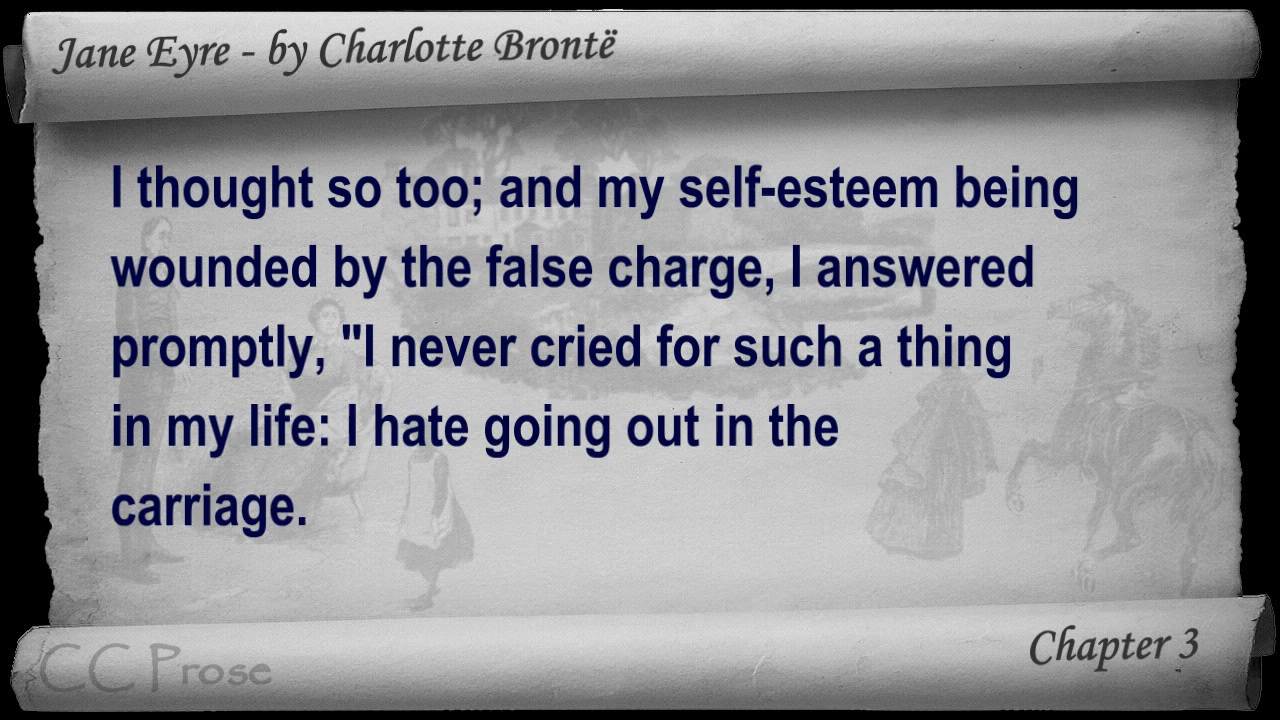 Jane Eyre - by Charlotte Brontë
I thought so too; and my self-esteem being
wounded by the false charge, I answered
promptly, "I never cried for such a thing
in my life: I hate going out in the
carriage.
Chapter 3
CC Prose